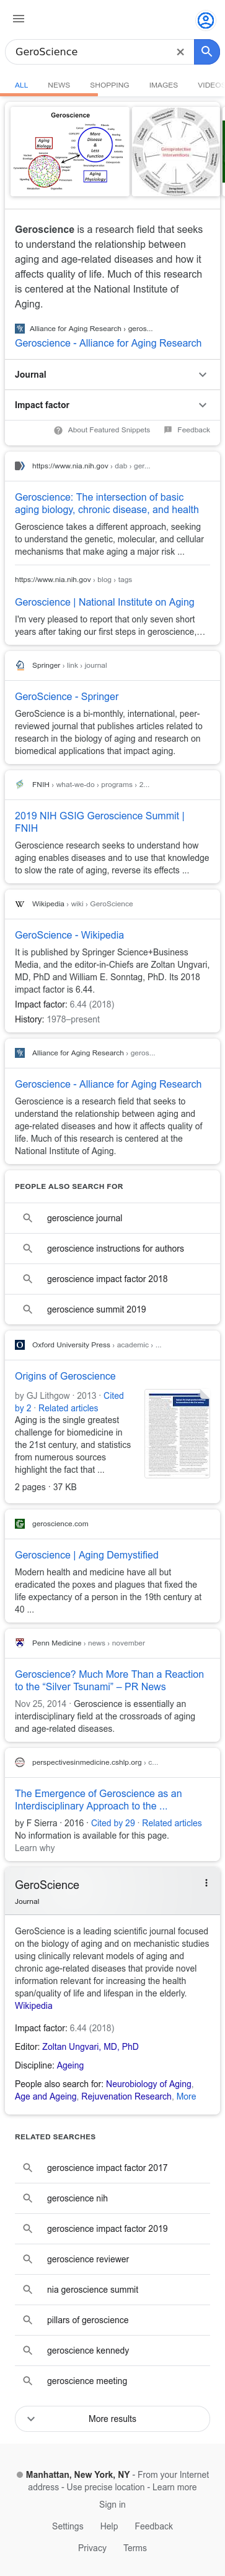 GeoScience
ALL NEWS SHOPPING IMAGES VIDEO
Geroscience
Aging Biology
More Disease & Less Function
Aging Physiology
Geroscience is a research field that seeks
to understand the relationship between
aging and age-related diseases and how it
affects quality of life. Much of this research
is centered at the National Institute of
Aging.
Alliance for Aging Research › geros...
Geroscience - Alliance for Aging Research
Journal
Impact factor
About Featured Snippets Feedback
https://www.nia.nih.gov › dab › ger...
Geroscience: The intersection of basic
aging biology, chronic disease, and health
Geroscience takes a different approach, seeking
to understand the genetic, molecular, and cellular
mechanisms that make aging a major risk ...
https://www.nia.nih.gov › blog › tags
Geroscience | National Institute on Aging
I'm very pleased to report that only seven short
years after taking our first steps in geroscience,...
Springer › link › journal
GeroScience - Springer
GeroScience is a bi-monthly, international, peer-
reviewed journal that publishes articles related to
research in the biology of aging and research on
biomedical applications that impact aging.
FNIH › what-we-do › programs › 2...
2019 NIH GSIG Geroscience Summit |
FNIH
Geroscience research seeks to understand how
aging enables diseases and to use that knowledge
to slow the rate of aging, reverse its effects ...
Wikipedia › wiki › GeroScience
GeroScience - Wikipedia
It is published by Springer Science+Business
Media, and the editor-in-Chiefs are Zoltan Ungvari,
MD, PhD and William E. Sonntag, PhD. Its 2018
impact factor is 6.44.
Impact factor: 6.44 (2018)
History: 1978–present
Alliance for Aging Research › geros...
Geroscience - Alliance for Aging Research
Geroscience is a research field that seeks to
understand the relationship between aging and
age-related diseases and how it affects quality of
life. Much of this research is centered at the
National Institute of Aging.
PEOPLE ALSO SEARCH FOR
geroscience journal
geroscience instructions for authors
geroscience impact factor 2018
geroscience summit 2019
Oxford University Press › academic › ...
Origins of Geroscience
by GJ Lithgow · 2013 · Cited
by 2 · Related articles
Aging is the single greatest
challenge for biomedicine in
the 21st century, and statistics
from numerous sources
highlight the fact that ...
2 pages · 37 KB
geroscience.com
Geroscience | Aging Demystified
Modern health and medicine have all but
eradicated the poxes and plagues that fixed the
life expectancy of a person in the 19th century at
40 ...
Penn Medicine › news › november
Geroscience? Much More Than a Reaction
to the “Silver Tsunami” – PR News
Nov 25, 2014 · Geroscience is essentially an
interdisciplinary field at the crossroads of aging
and age-related diseases.
perspectivesinmedicine.cshlp.org › c...
The Emergence of Geroscience as an
Interdisciplinary Approach to the ...
by F Sierra · 2016 · Cited by 29 · Related articles
No information is available for this page.
Learn why
GeroScience
Journal
GeroScience is a leading scientific journal focused
on the biology of aging and on mechanistic studies
using clinically relevant models of aging and
chronic age-related diseases that provide novel
information relevant for increasing the health
span/quality of life and lifespan in the elderly.
Wikipedia
Impact factor: 6.44 (2018)
Editor: Zoltan Ungvari, MD, PhD
Discipline: Ageing
People also search for: Neurobiology of Aging,
Age and Ageing, Rejuvenation Research, More
RELATED SEARCHES
geroscience impact factor 2017
geroscience nih
geroscience impact factor 2019
geroscience reviewer
nia geroscience summit
pillars of geroscience
geroscience kennedy
geroscience meeting
More results
Manhattan, New York, NY - From your Internet
address - Use precise location - Learn more
Sign in
Settings Help Feedback
Privacy Terms